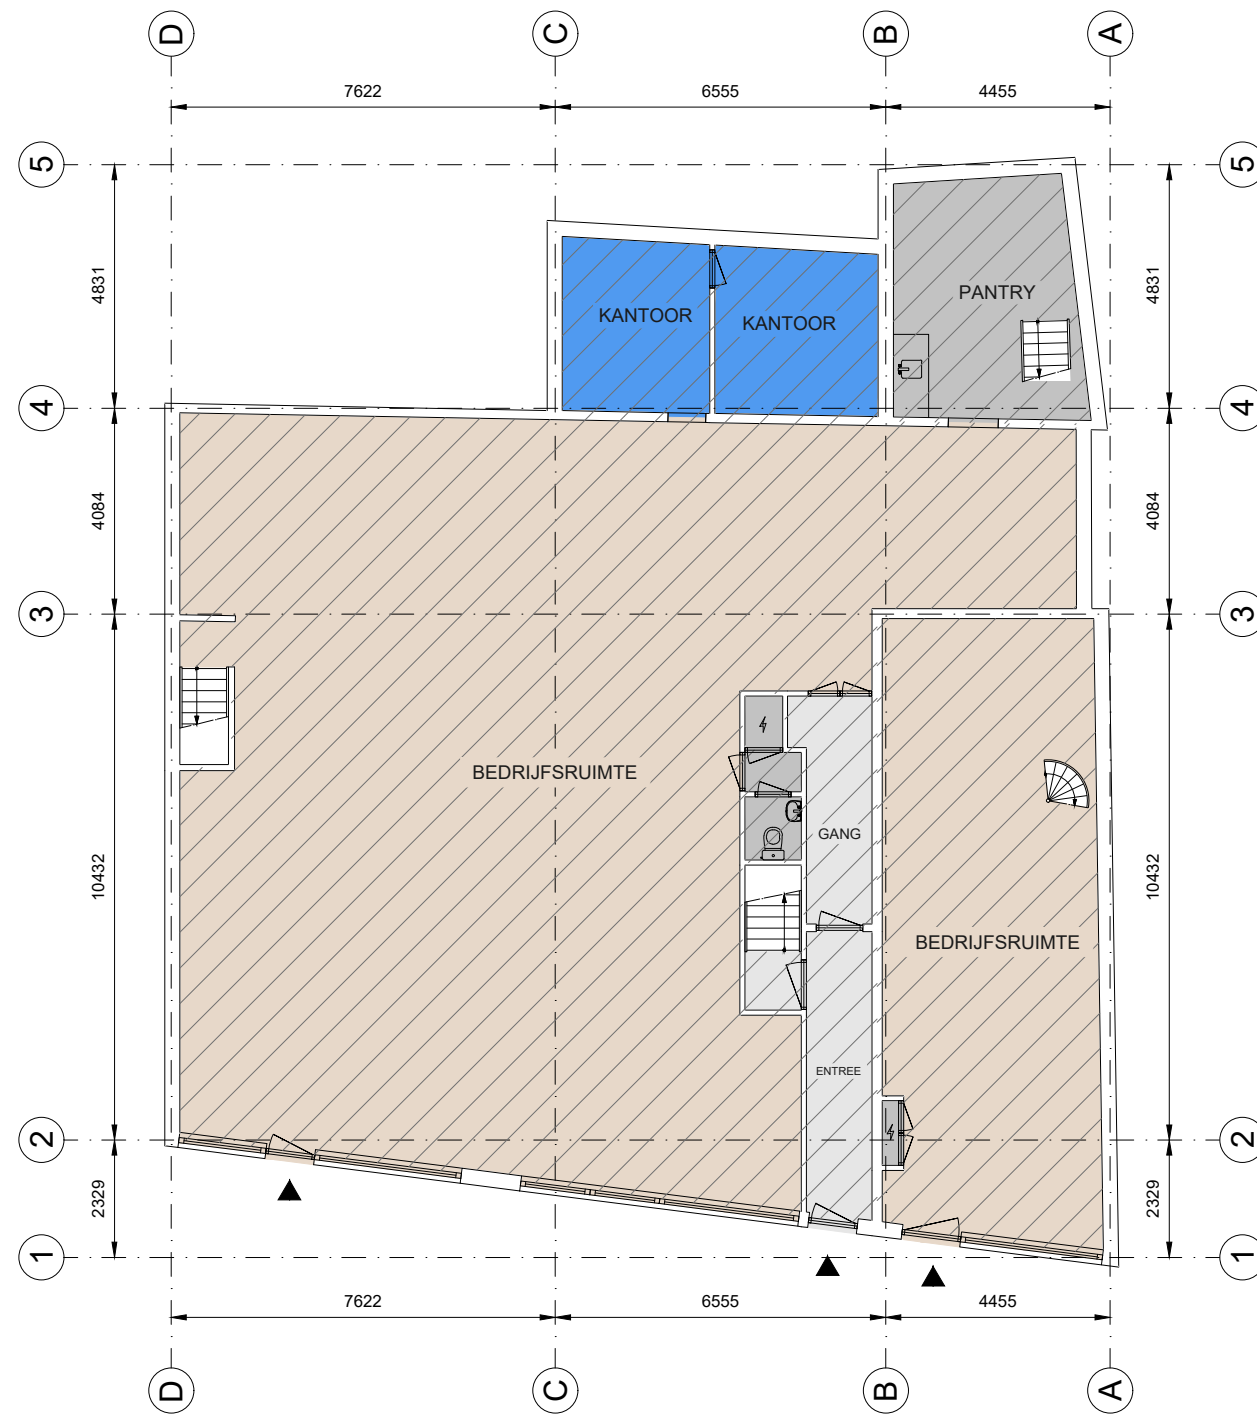 D
C
B
A
7622
6555
4455
5
5
4831
4831
PANTRY
KANTOOR
KANTOOR
4
4
4084
4084
3
3
BEDRIJFSRUIMTE
GANG
10432
10432
BEDRIJFSRUIMTE
ENTREE
2
2
2329
2329
1
1
7622
6555
4455
D
C
B
A